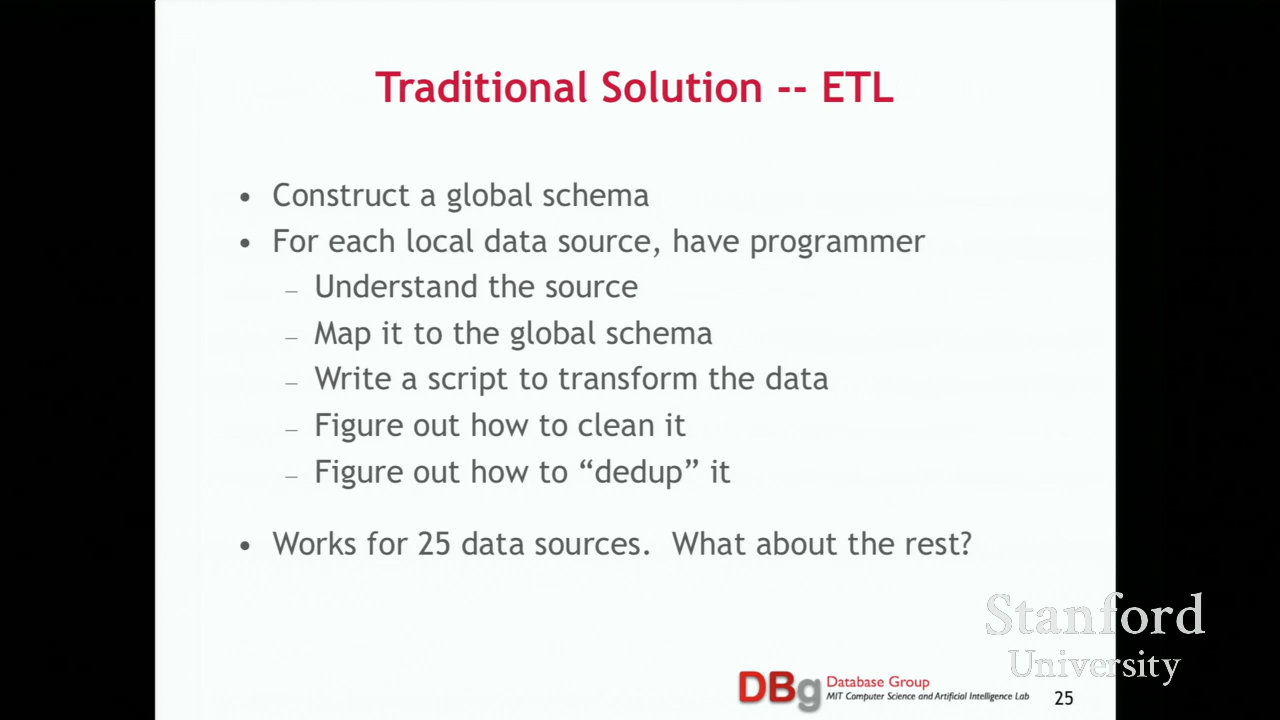 Traditional Solution -- ETL
• Construct a global schema
• For each local data source, have programmer
– Understand the source
– Map it to the global schema
– Write a script to transform the data
– Figure out how to clean it
– Figure out how to “dedup” it
• Works for 25 data sources.  What about the rest?
Stanford
University
DBg Database Group
MIT Computer Science and Artificial Intelligence Lab
25